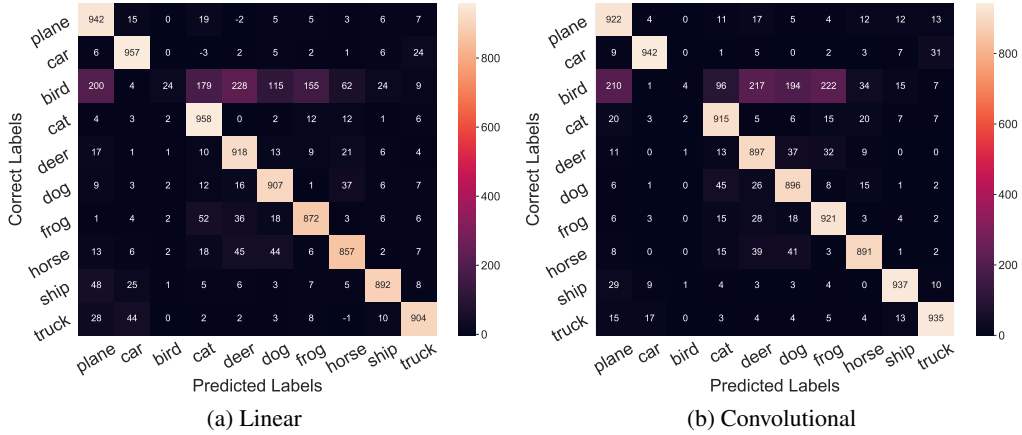 plane 942 15 0 19 -2 5 5 3 6 7
car 6 957 0 -3 2 5 2 1 6 24
bird 200 4 24 179 228 115 155 62 24 9
cat 4 3 2 958 0 2 12 12 1 6
deer 17 1 1 10 918 13 9 21 6 4
dog 9 3 2 12 16 907 1 37 6 7
frog 1 4 2 52 36 18 872 3 6 6
horse 13 6 2 18 45 44 6 857 2 7
ship 48 25 1 5 6 3 7 5 892 8
truck 28 44 0 2 2 3 8 -1 10 904
plane car bird cat deer dog frog horse ship truck
Correct Labels
Predicted Labels
800
600
400
200
0
(a) Linear
plane 922 4 0 11 17 5 4 12 12 13
car 9 942 0 1 5 0 2 3 7 31
bird 210 1 4 96 217 194 222 34 15 7
cat 20 3 2 915 5 6 15 20 7 7
deer 11 0 1 13 897 37 32 9 0 0
dog 6 1 0 45 26 896 8 15 1 2
frog 6 3 0 15 28 18 921 3 4 2
horse 8 0 0 15 39 41 3 891 1 2
ship 29 9 1 4 3 3 4 0 937 10
truck 15 17 0 3 4 4 5 4 13 935
plane car bird cat deer dog frog horse ship truck
Correct Labels
Predicted Labels
800
600
400
200
0
(b) Convolutional